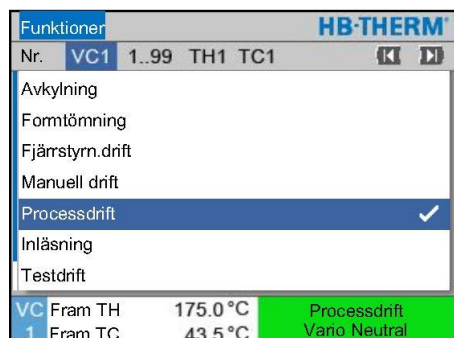 Funktioner HB-THERM®
Nr. VC1 1..99 TH1 TC1
Avkylning
Formtömning
Fjärrstyrn.drift
Manuell drift
Processdrift
Inläsning
Testdrift
VC Fram TH 175.0 °C Processdrift
1 Fram TC 43.5 °C Vario Neutral